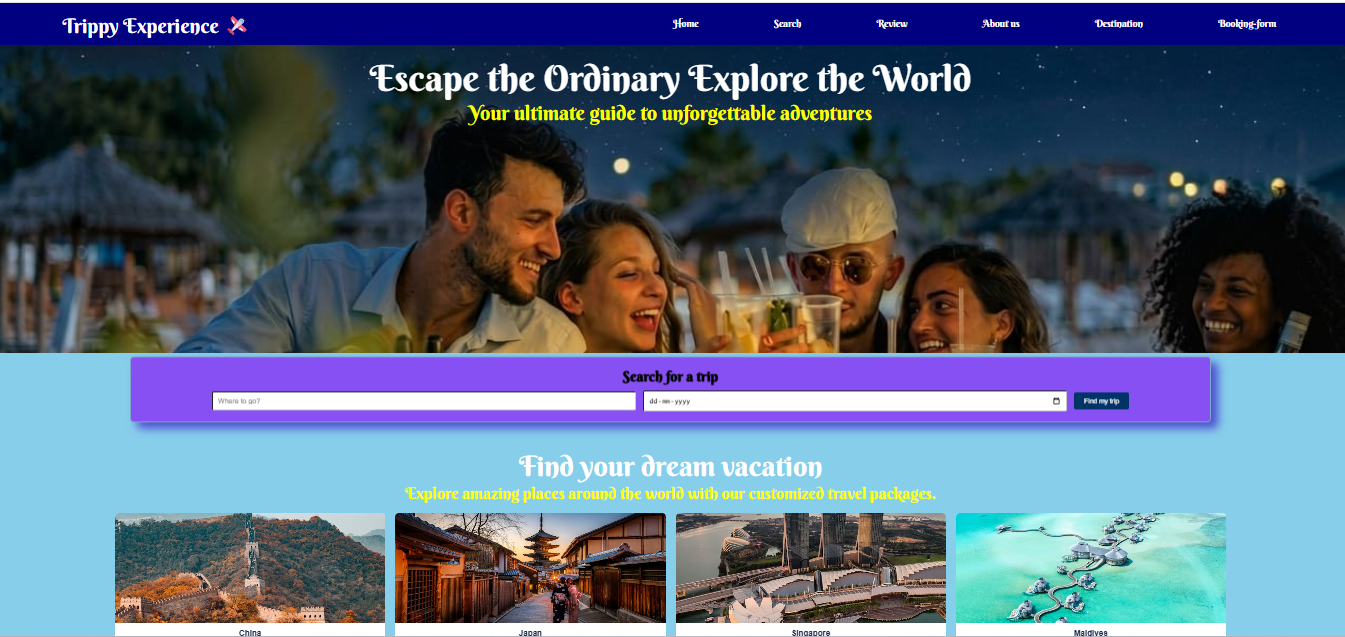 Trippy Experience
Home Search Review About us Destination Booking-form
Escape the Ordinary Explore the World
Your ultimate guide to unforgettable adventures
Search for a trip
Where to go? dd-mm-yyyy Find my trip
Find your dream vacation
Explore amazing places around the world with our customized travel packages.
China Japan Singapore Maldives